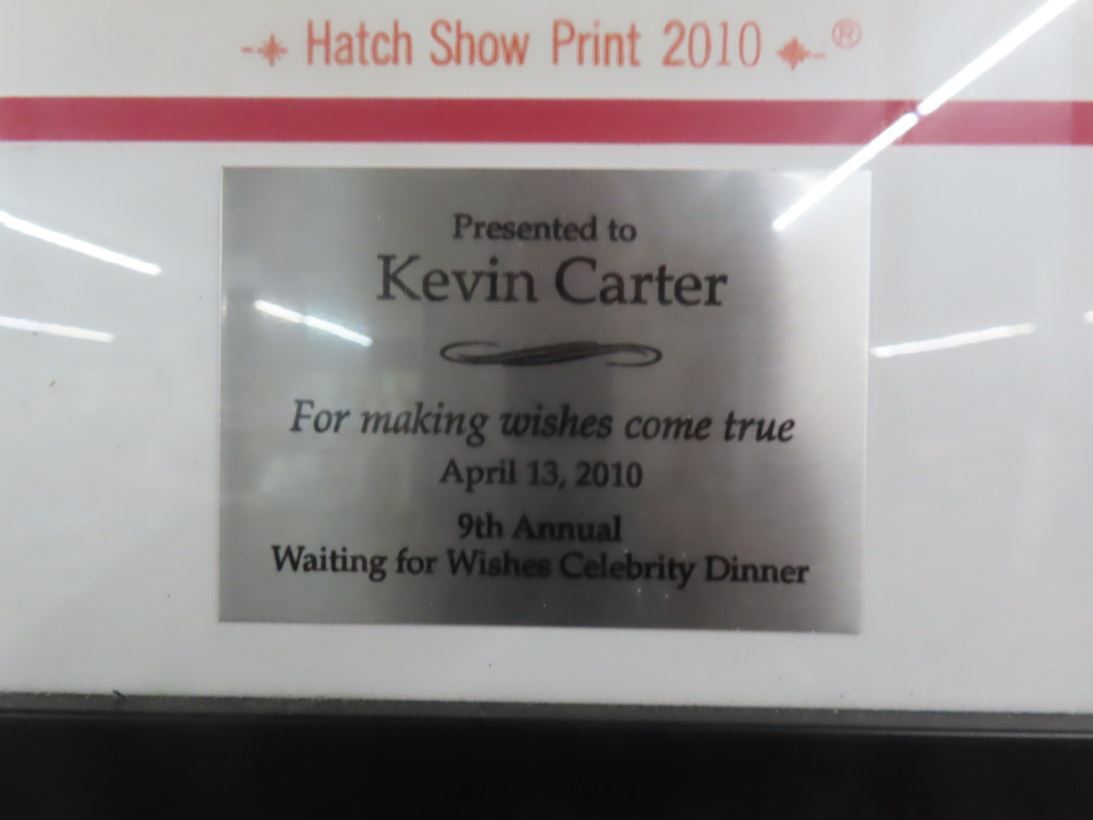 Hatch Show Print 2010 ®
Presented to
Kevin Carter
For making wishes come true
April 13, 2010
9th Annual
Waiting for Wishes Celebrity Dinner